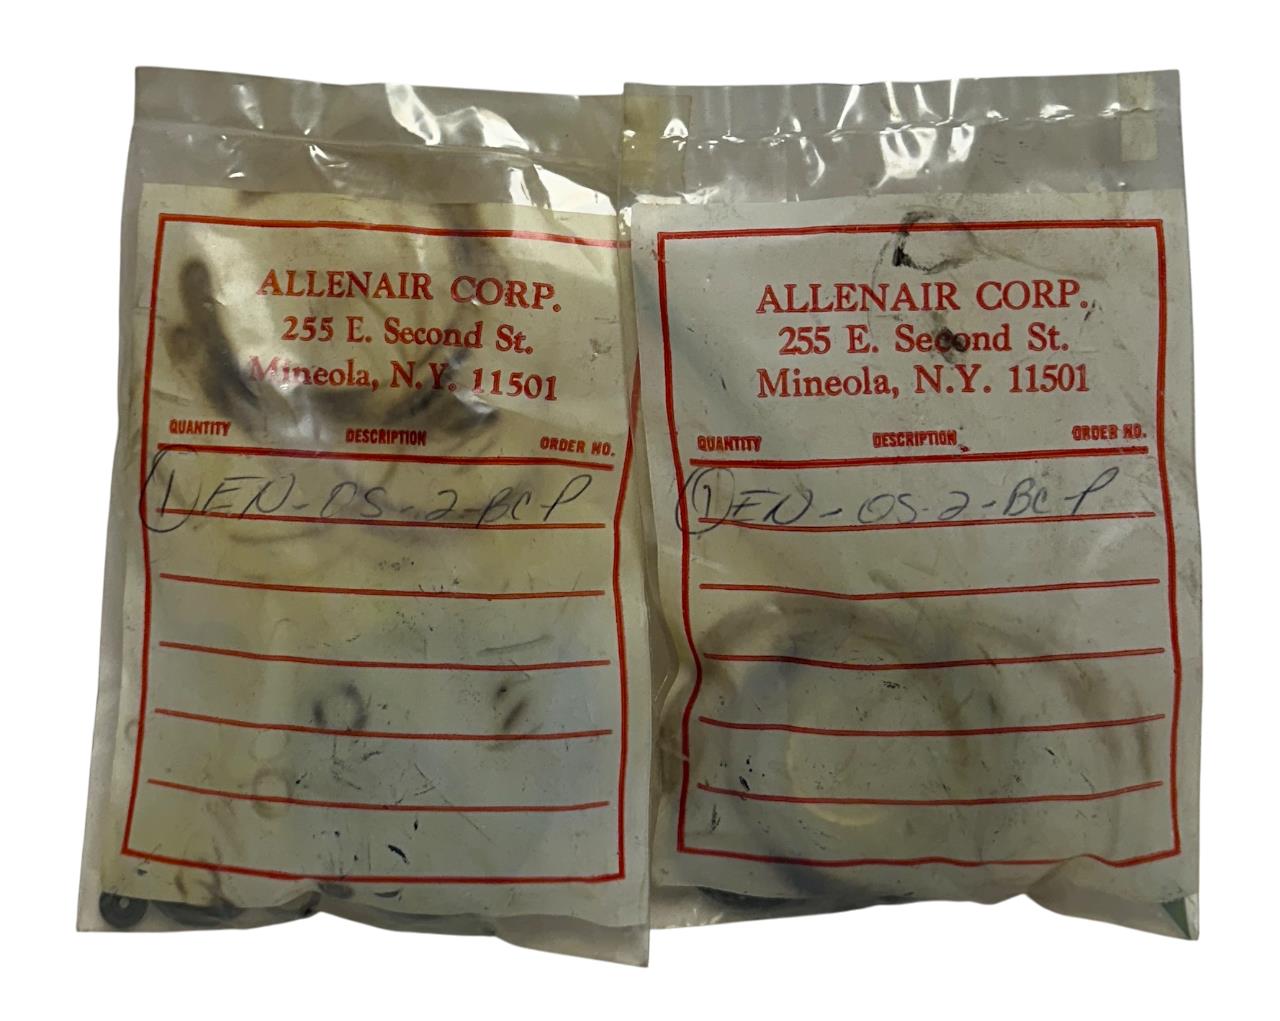 ALLENAIR CORP.
255 E. Second St.
Mineola, N.Y. 11501
QUANTITY DESCRIPTION ORDER NO.
1 EN-OS-2-BC-P
ALLENAIR CORP.
255 E. Second St.
Mineola, N.Y. 11501
QUANTITY DESCRIPTION ORDER NO.
1 EN-OS-2-BC-P